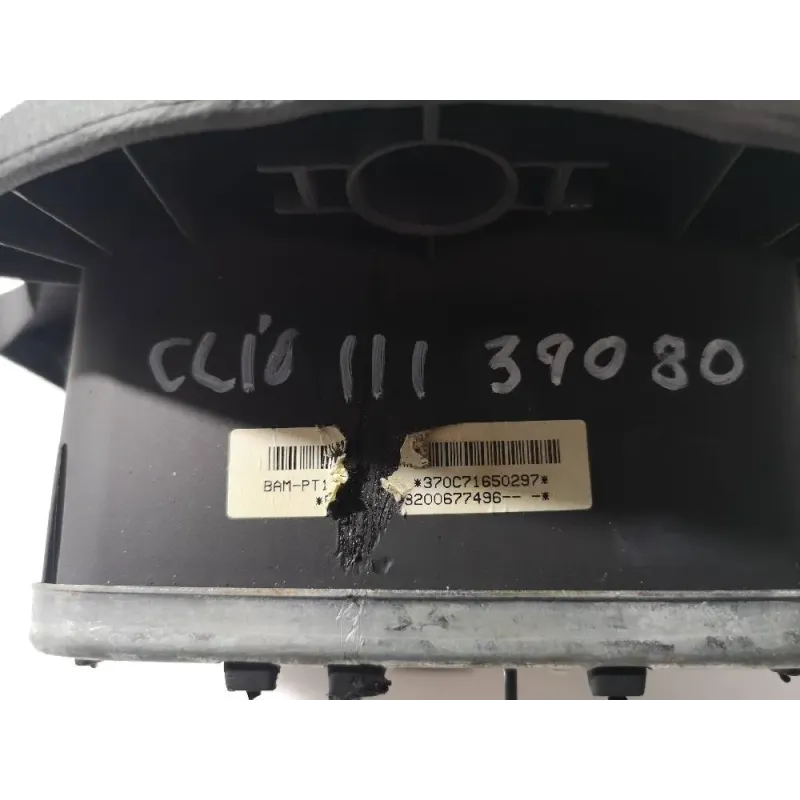 CLIO III 39080
BAM-PT1 *370C71650297*
8200677496-- -*